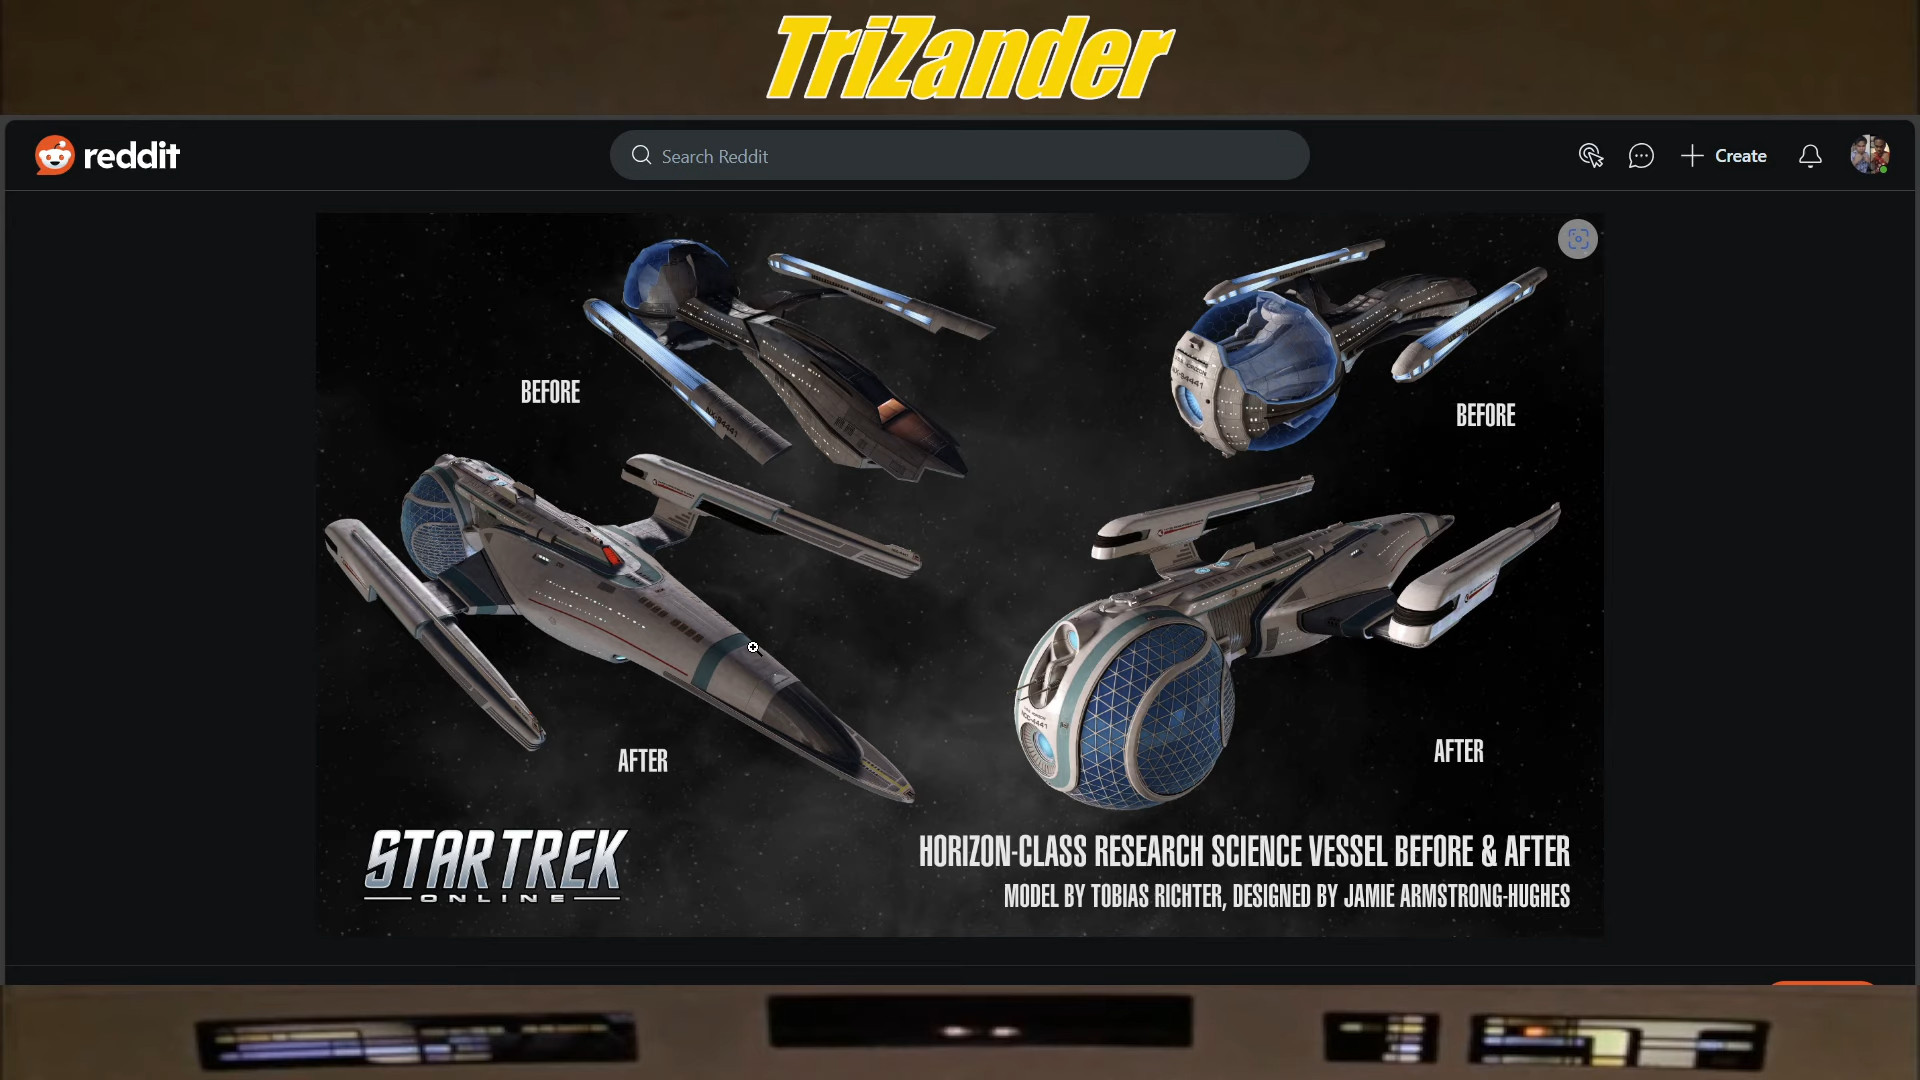 TriZander
reddit
Search Reddit
Create
BEFORE
BEFORE
AFTER
AFTER
STAR TREK
ONLINE
HORIZON-CLASS RESEARCH SCIENCE VESSEL BEFORE & AFTER
MODEL BY TOBIAS RICHTER, DESIGNED BY JAMIE ARMSTRONG-HUGHES